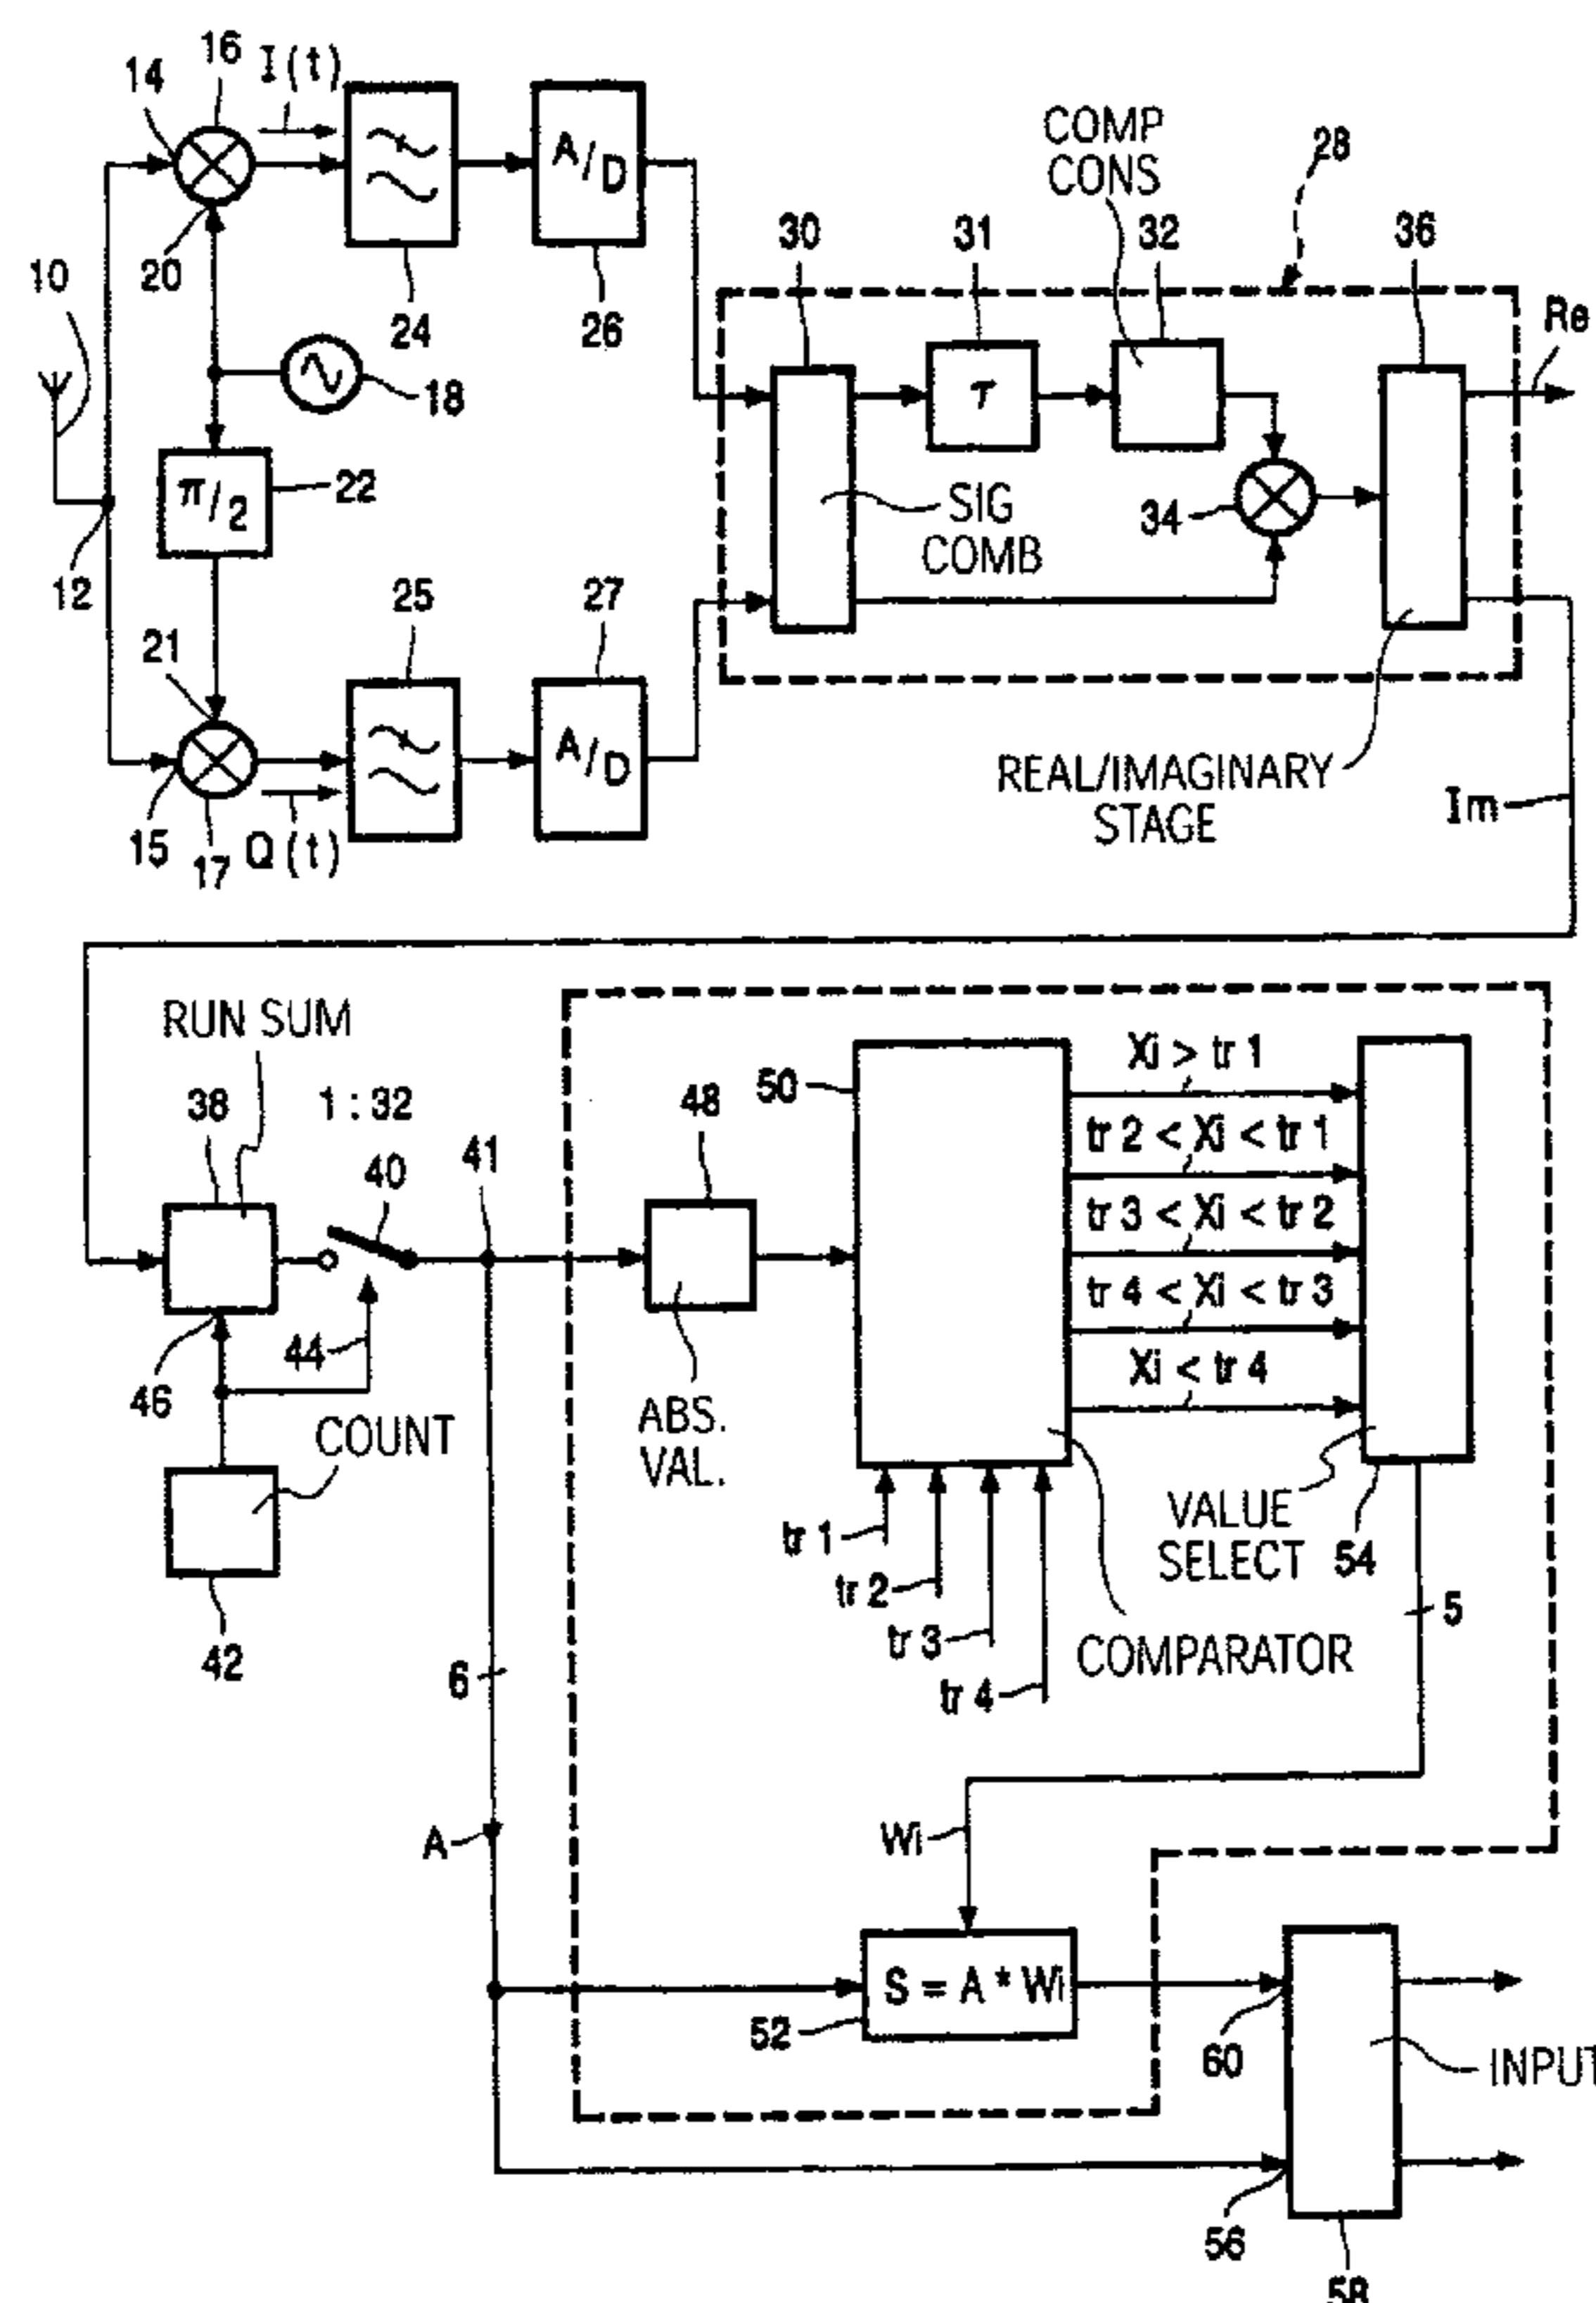 16
I(t)
14
COMP
CONS
28
A/D
30
31
32
36
10
20
24
26
Re
18
τ
π/2
22
34
SIG
COMB
12
25
27
21
A/D
REAL/IMAGINARY
STAGE
Im
15
17
Q(t)
RUN SUM
Xi > tr 1
50
38
1 : 32
48
tr 2 < Xi < tr 1
41
40
tr 3 < Xi < tr 2
tr 4 < Xi < tr 3
44
Xi < tr 4
46
ABS.
VAL.
COUNT
VALUE
SELECT
54
tr 1
tr 2
5
tr 3
COMPARATOR
42
6
tr 4
A
Wi
S = A * Wi
52
60
INPUT
56
58